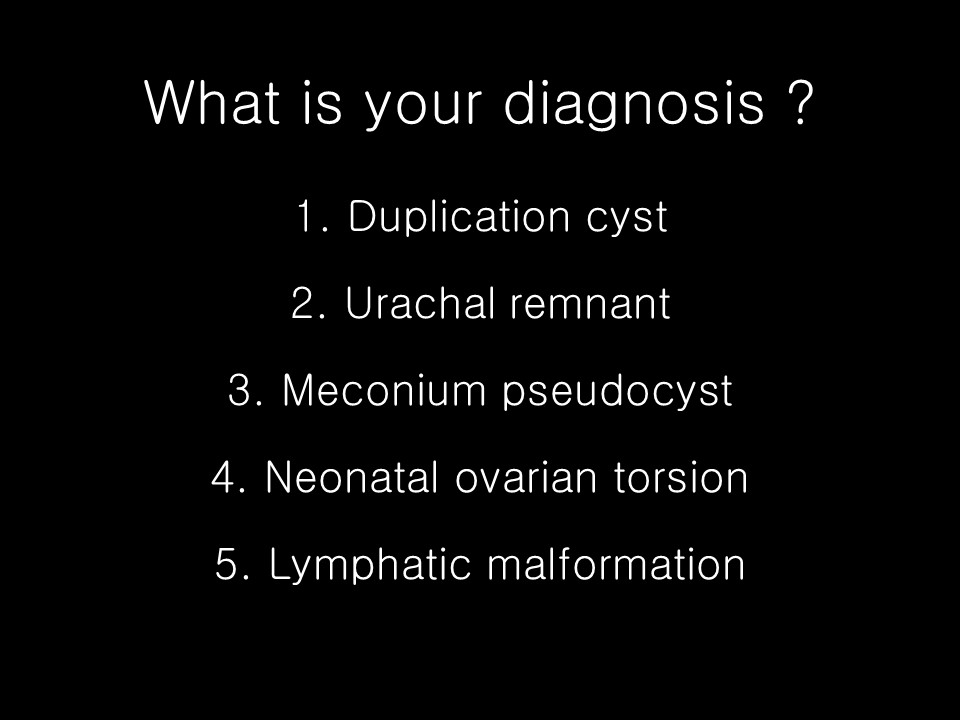 What is your diagnosis ?
1. Duplication cyst
2. Urachal remnant
3. Meconium pseudocyst
4. Neonatal ovarian torsion
5. Lymphatic malformation